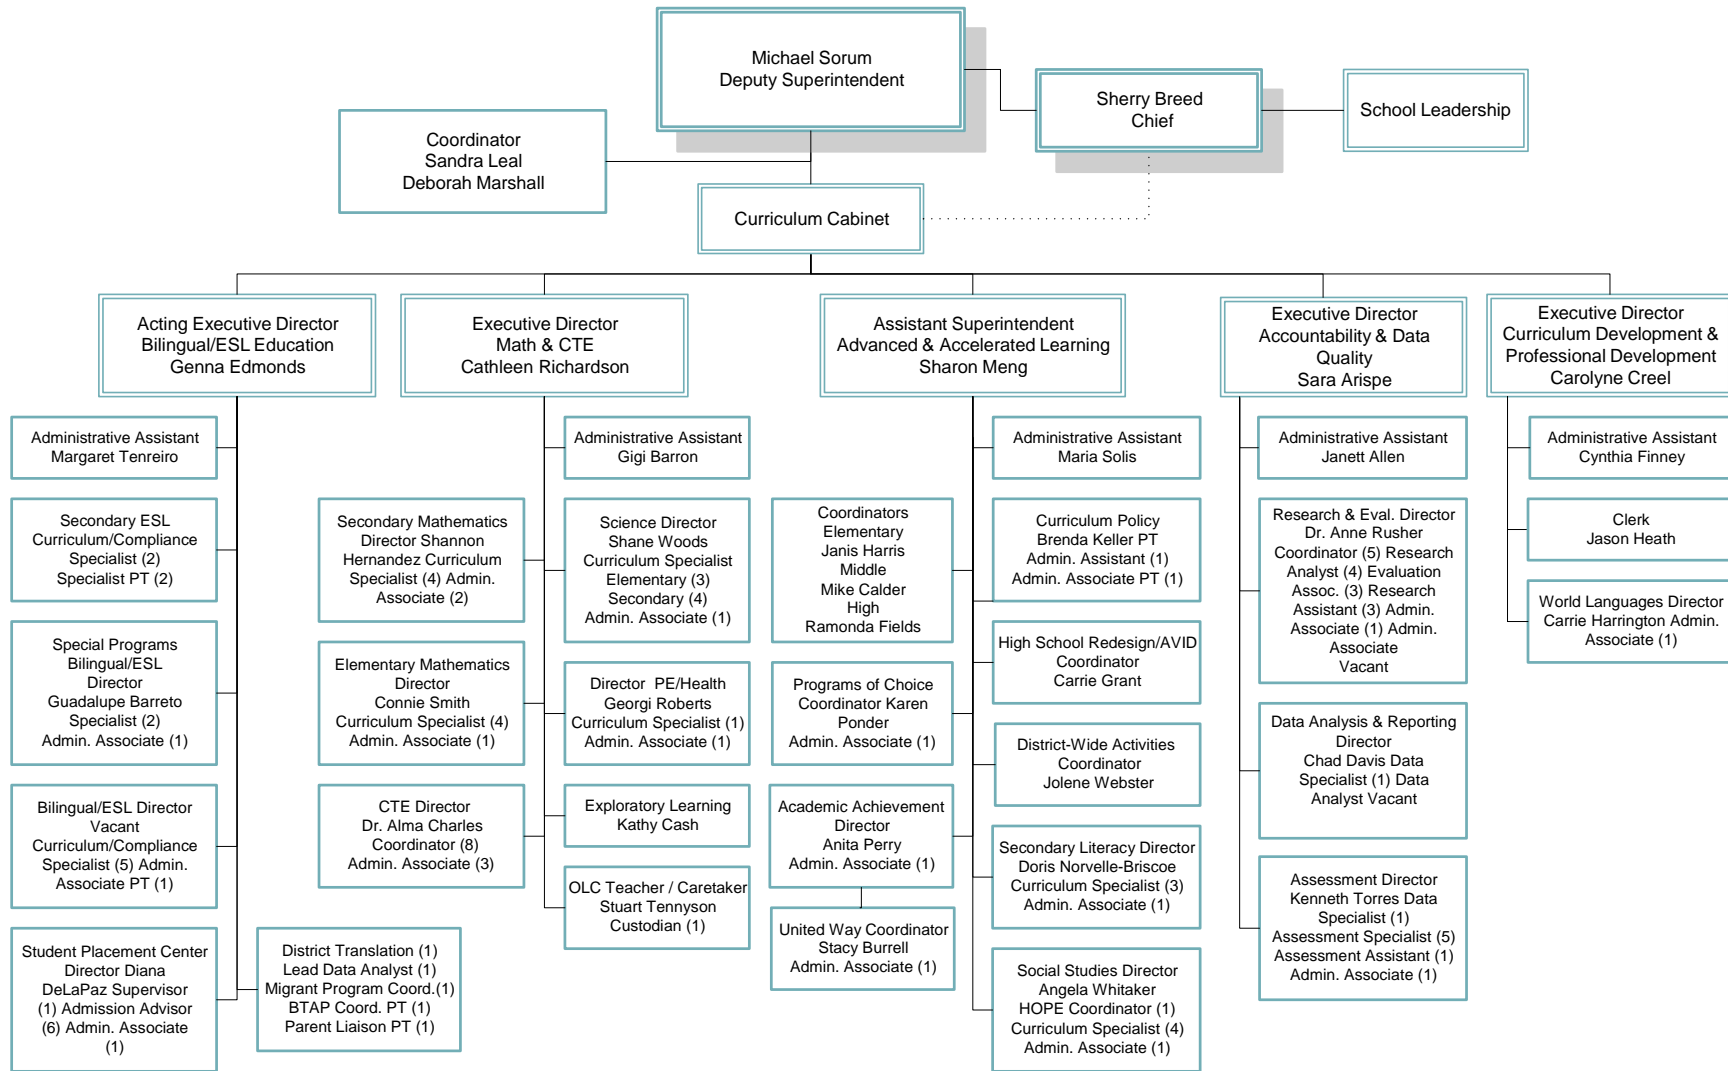 Michael Sorum
Deputy Superintendent
Sherry Breed
Chief
School Leadership
Coordinator
Sandra Leal
Deborah Marshall
Curriculum Cabinet
Acting Executive Director
Bilingual/ESL Education
Genna Edmonds
Executive Director
Math & CTE
Cathleen Richardson
Assistant Superintendent
Advanced & Accelerated Learning
Sharon Meng
Executive Director
Accountability & Data
Quality
Sara Arispe
Executive Director
Curriculum Development &
Professional Development
Carolyne Creel
Administrative Assistant
Margaret Tenreiro
Secondary ESL
Curriculum/Compliance
Specialist (2)
Specialist PT (2)
Special Programs
Bilingual/ESL
Director
Guadalupe Barreto
Specialist (2)
Admin. Associate (1)
Bilingual/ESL Director
Vacant
Curriculum/Compliance
Specialist (5) Admin.
Associate PT (1)
Student Placement Center
Director Diana
DeLaPaz Supervisor
(1) Admission Advisor
(6) Admin. Associate
(1)
District Translation (1)
Lead Data Analyst (1)
Migrant Program Coord.(1)
BTAP Coord. PT (1)
Parent Liaison PT (1)
Administrative Assistant
Gigi Barron
Secondary Mathematics
Director Shannon
Hernandez Curriculum
Specialist (4) Admin.
Associate (2)
Science Director
Shane Woods
Curriculum Specialist
Elementary (3)
Secondary (4)
Admin. Associate (1)
Elementary Mathematics
Director
Connie Smith
Curriculum Specialist (4)
Admin. Associate (1)
Director PE/Health
Georgi Roberts
Curriculum Specialist (1)
Admin. Associate (1)
CTE Director
Dr. Alma Charles
Coordinator (8)
Admin. Associate (3)
Exploratory Learning
Kathy Cash
OLC Teacher / Caretaker
Stuart Tennyson
Custodian (1)
Administrative Assistant
Maria Solis
Coordinators
Elementary
Janis Harris
Middle
Mike Calder
High
Ramonda Fields
Curriculum Policy
Brenda Keller PT
Admin. Assistant (1)
Admin. Associate PT (1)
High School Redesign/AVID
Coordinator
Carrie Grant
Programs of Choice
Coordinator Karen
Ponder
Admin. Associate (1)
District-Wide Activities
Coordinator
Jolene Webster
Academic Achievement
Director
Anita Perry
Admin. Associate (1)
Secondary Literacy Director
Doris Norvelle-Briscoe
Curriculum Specialist (3)
Admin. Associate (1)
United Way Coordinator
Stacy Burrell
Admin. Associate (1)
Social Studies Director
Angela Whitaker
HOPE Coordinator (1)
Curriculum Specialist (4)
Admin. Associate (1)
Administrative Assistant
Janett Allen
Research & Eval. Director
Dr. Anne Rusher
Coordinator (5) Research
Analyst (4) Evaluation
Assoc. (3) Research
Assistant (3) Admin.
Associate (1) Admin.
Associate
Vacant
Data Analysis & Reporting
Director
Chad Davis Data
Specialist (1) Data
Analyst Vacant
Assessment Director
Kenneth Torres Data
Specialist (1)
Assessment Specialist (5)
Assessment Assistant (1)
Admin. Associate (1)
Administrative Assistant
Cynthia Finney
Clerk
Jason Heath
World Languages Director
Carrie Harrington Admin.
Associate (1)